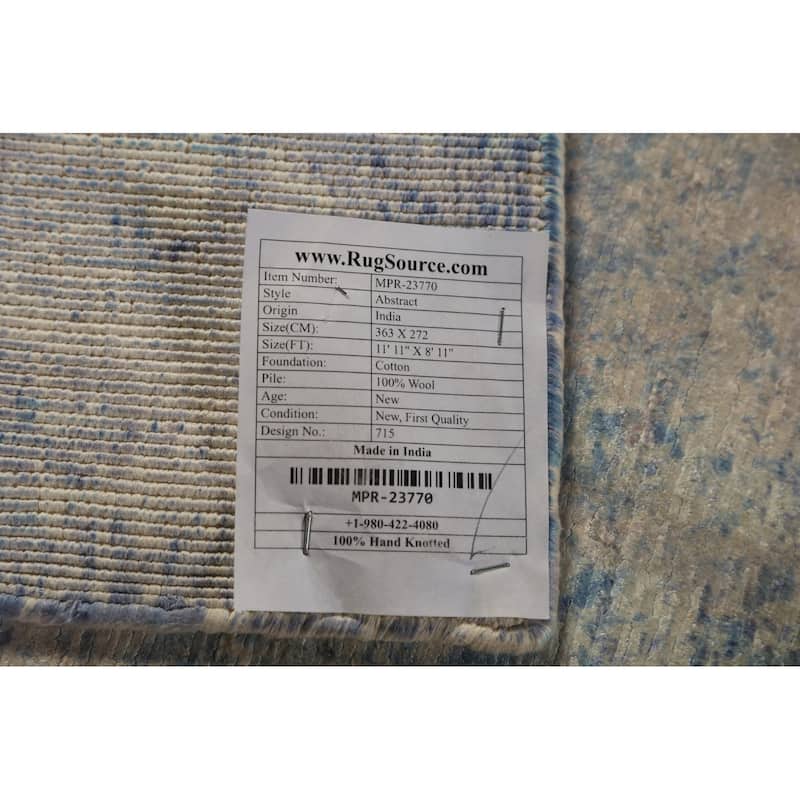 www.RugSource.com
Item Number: MPR-23770
Style Abstract
Origin India
Size(CM): 363 X 272
Size(FT): 11' 11" X 8' 11"
Foundation: Cotton
Pile: 100% Wool
Age: New
Condition: New, First Quality
Design No.: 715
Made in India
MPR-23770
+1-980-422-4080
100% Hand Knotted